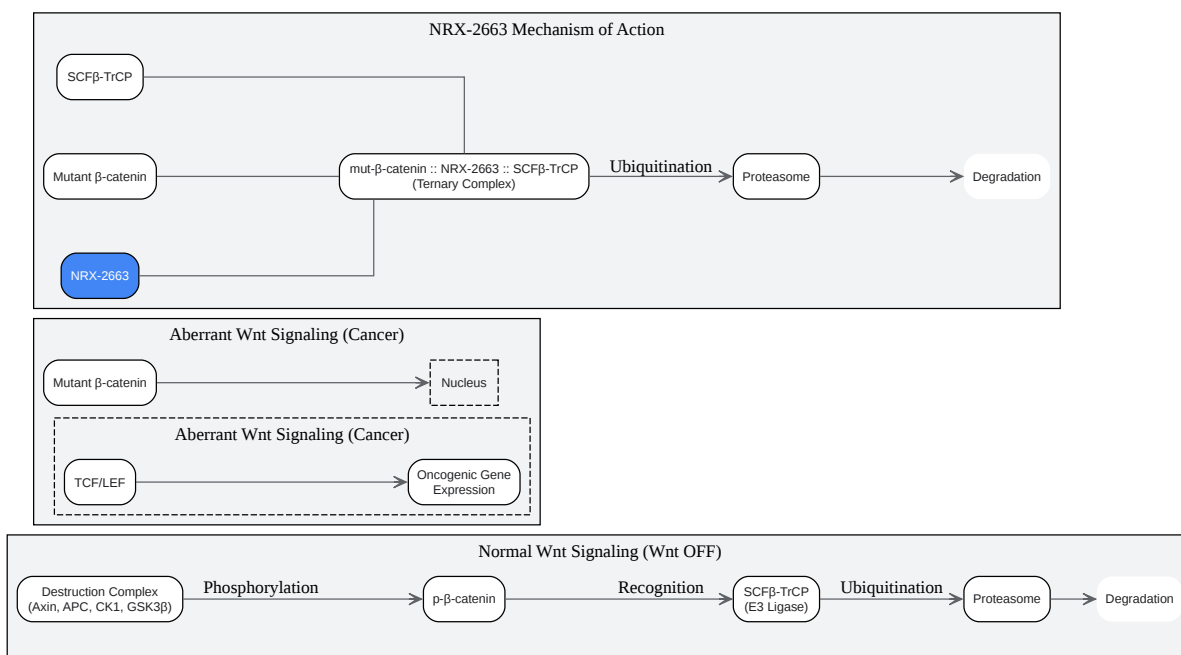 NRX-2663 Mechanism of Action
SCFβ-TrCP
Mutant β-catenin
mut-β-catenin :: NRX-2663 :: SCFβ-TrCP
(Ternary Complex)
Ubiquitination
Proteasome
Degradation
NRX-2663
Aberrant Wnt Signaling (Cancer)
Mutant β-catenin
Nucleus
Aberrant Wnt Signaling (Cancer)
TCF/LEF
Oncogenic Gene
Expression
Normal Wnt Signaling (Wnt OFF)
Destruction Complex
(Axin, APC, CK1, GSK3β)
Phosphorylation
p-β-catenin
Recognition
SCFβ-TrCP
(E3 Ligase)
Ubiquitination
Proteasome
Degradation